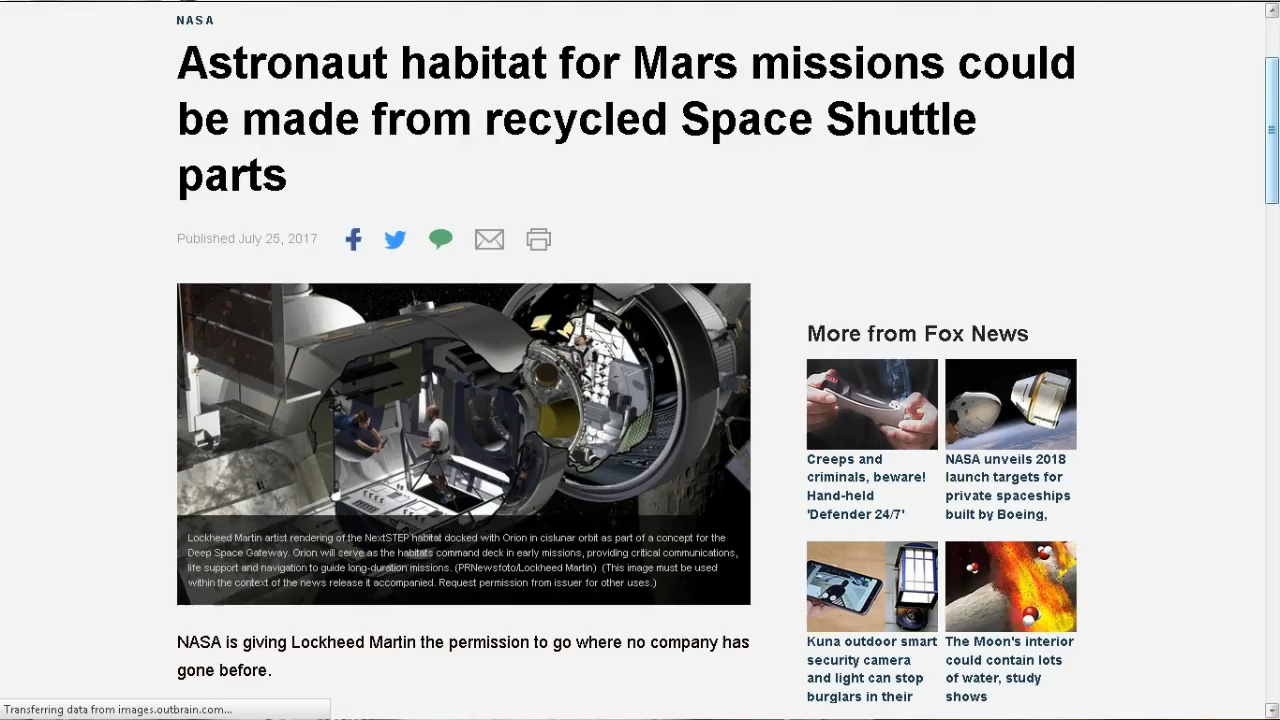 NASA
Astronaut habitat for Mars missions could
be made from recycled Space Shuttle
parts
Published July 25, 2017
Lockheed Martin artist rendering of the NextSTEP habitat docked with Orion in cislunar orbit as part of a concept for the
Deep Space Gateway. Orion will serve as the habitats command deck in early missions, providing critical communications,
life support and navigation to guide long-duration missions. (PRNewsfoto/Lockheed Martin) (This image must be used
within the context of the news release it accompanied. Request permission from issuer for other uses.)
NASA is giving Lockheed Martin the permission to go where no company has
gone before.
More from Fox News
Creeps and
criminals, beware!
Hand-held
'Defender 24/7'
NASA unveils 2018
launch targets for
private spaceships
built by Boeing,
Kuna outdoor smart
security camera
and light can stop
burglars in their
The Moon's interior
could contain lots
of water, study
shows
Transferring data from images.outbrain.com...